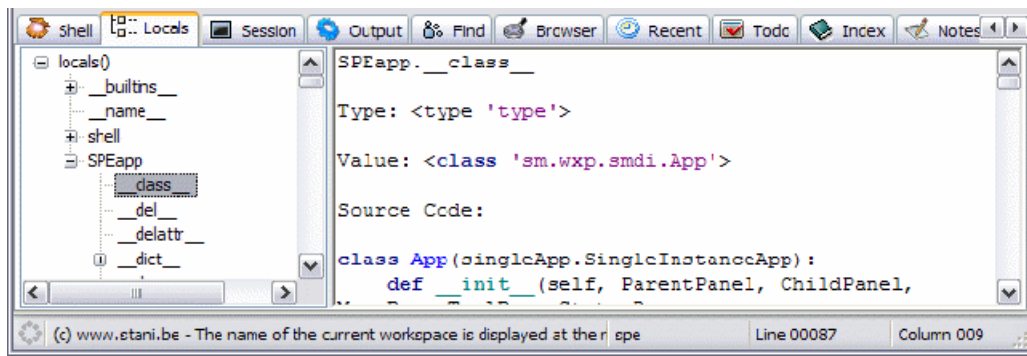 Shell Locals Session Output Find Browser Recent Todo Index Notes
locals()
__builtins__
__name__
shell
SPEapp
__class__
__del__
__delattr__
__dict__
SPEapp.__class__
Type: <type 'type'>
Value: <class 'sm.wxp.smdi.App'>
Source Code:
class App(singleApp.SingleInstanceApp):
def __init__(self, ParentPanel, ChildPanel,
(c) www.stani.be - The name of the current workspace is displayed at the r spe Line 00087 Column 009